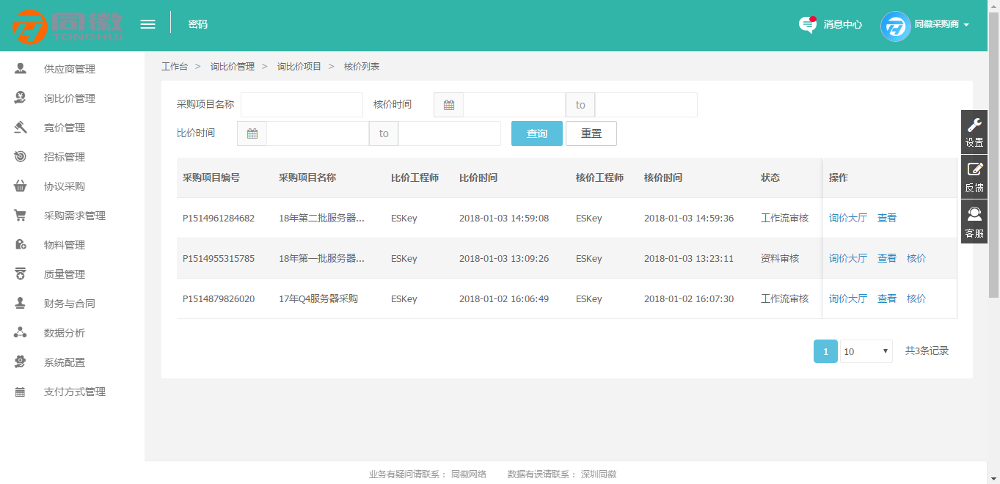 同徽
TONGHUI
密码
消息中心
同徽采购商
供应商管理
询比价管理
竞价管理
招标管理
协议采购
采购需求管理
物料管理
质量管理
财务与合同
数据分析
系统配置
支付方式管理
工作台 > 询比价管理 > 询比价项目 > 核价列表
采购项目名称 核价时间 to
比价时间 to 查询 重置
采购项目编号 采购项目名称 比价工程师 比价时间 核价工程师 核价时间 状态 操作
P1514961284682 18年第二批服务器... ESKey 2018-01-03 14:59:08 ESKey 2018-01-03 14:59:36 工作流审核 询价大厅 查看
P1514955315785 18年第一批服务器... ESKey 2018-01-03 13:09:26 ESKey 2018-01-03 13:23:11 资料审核 询价大厅 查看 核价
P1514879826020 17年Q4服务器采购 ESKey 2018-01-02 16:06:49 ESKey 2018-01-02 16:07:30 工作流审核 询价大厅 查看 核价
1 10 共3条记录
设置
反馈
客服
业务有疑问请联系： 同徽网络 数据有误请联系： 深圳同徽